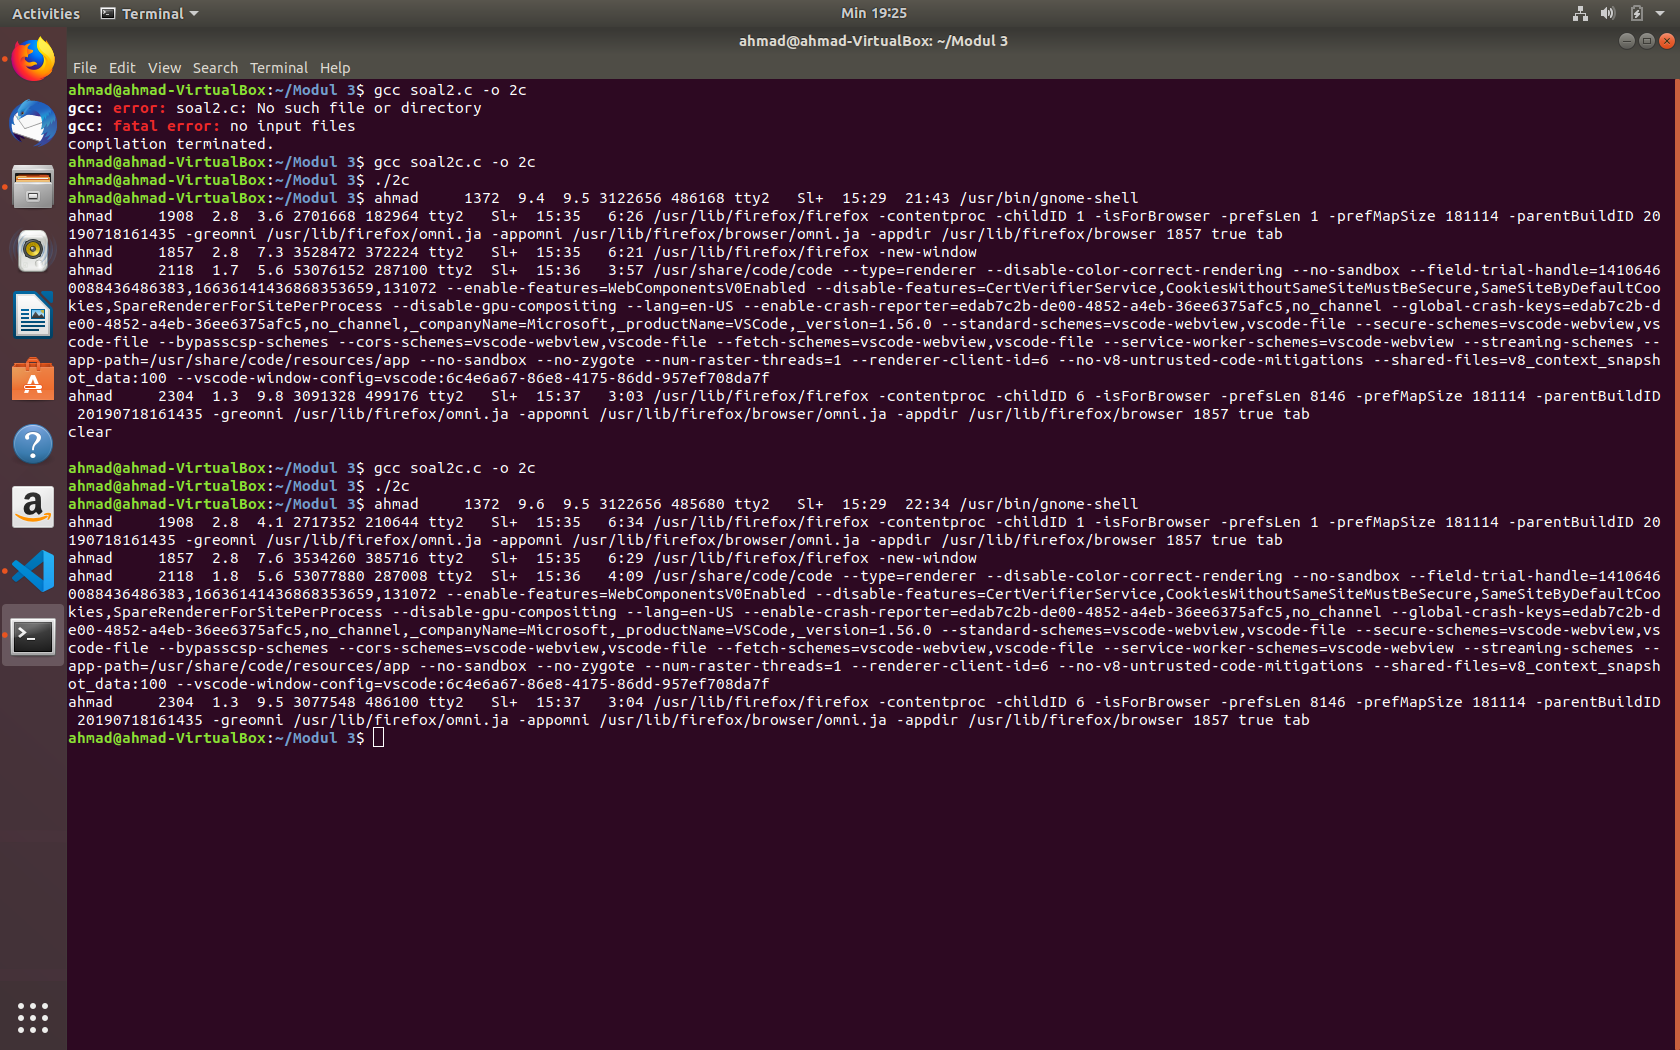 Activities Terminal Min 19:25
ahmad@ahmad-VirtualBox: ~/Modul 3
File Edit View Search Terminal Help
ahmad@ahmad-VirtualBox:~/Modul 3$ gcc soal2.c -o 2c
gcc: error: soal2.c: No such file or directory
gcc: fatal error: no input files
compilation terminated.
ahmad@ahmad-VirtualBox:~/Modul 3$ gcc soal2c.c -o 2c
ahmad@ahmad-VirtualBox:~/Modul 3$ ./2c
ahmad@ahmad-VirtualBox:~/Modul 3$ ahmad     1372  9.4  9.5 3122656 486168 tty2   Sl+  15:29  21:43 /usr/bin/gnome-shell
ahmad     1908  2.8  3.6 2701668 182964 tty2   Sl+  15:35   6:26 /usr/lib/firefox/firefox -contentproc -childID 1 -isForBrowser -prefsLen 1 -prefMapSize 181114 -parentBuildID 20
190718161435 -greomni /usr/lib/firefox/omni.ja -appomni /usr/lib/firefox/browser/omni.ja -appdir /usr/lib/firefox/browser 1857 true tab
ahmad     1857  2.8  7.3 3528472 372224 tty2   Sl+  15:35   6:21 /usr/lib/firefox/firefox -new-window
ahmad     2118  1.7  5.6 53076152 287100 tty2  Sl+  15:36   3:57 /usr/share/code/code --type=renderer --disable-color-correct-rendering --no-sandbox --field-trial-handle=1410646
0088436486383,16636141436868353659,131072 --enable-features=WebComponentsV0Enabled --disable-features=CertVerifierService,CookiesWithoutSameSiteMustBeSecure,SameSiteByDefaultCoo
kies,SpareRendererForSitePerProcess --disable-gpu-compositing --lang=en-US --enable-crash-reporter=edab7c2b-de00-4852-a4eb-36ee6375afc5,no_channel --global-crash-keys=edab7c2b-d
e00-4852-a4eb-36ee6375afc5,no_channel,_companyName=Microsoft,_productName=VSCode,_version=1.56.0 --standard-schemes=vscode-webview,vscode-file --secure-schemes=vscode-webview,vs
code-file --bypasscsp-schemes --cors-schemes=vscode-webview,vscode-file --fetch-schemes=vscode-webview,vscode-file --service-worker-schemes=vscode-webview --streaming-schemes --
app-path=/usr/share/code/resources/app --no-sandbox --no-zygote --num-raster-threads=1 --renderer-client-id=6 --no-v8-untrusted-code-mitigations --shared-files=v8_context_snapsh
ot_data:100 --vscode-window-config=vscode:6c4e6a67-86e8-4175-86dd-957ef708da7f
ahmad     2304  1.3  9.8 3091328 499176 tty2   Sl+  15:37   3:03 /usr/lib/firefox/firefox -contentproc -childID 6 -isForBrowser -prefsLen 8146 -prefMapSize 181114 -parentBuildID
 20190718161435 -greomni /usr/lib/firefox/omni.ja -appomni /usr/lib/firefox/browser/omni.ja -appdir /usr/lib/firefox/browser 1857 true tab
clear
ahmad@ahmad-VirtualBox:~/Modul 3$ gcc soal2c.c -o 2c
ahmad@ahmad-VirtualBox:~/Modul 3$ ./2c
ahmad@ahmad-VirtualBox:~/Modul 3$ ahmad     1372  9.6  9.5 3122656 485680 tty2   Sl+  15:29  22:34 /usr/bin/gnome-shell
ahmad     1908  2.8  4.1 2717352 210644 tty2   Sl+  15:35   6:34 /usr/lib/firefox/firefox -contentproc -childID 1 -isForBrowser -prefsLen 1 -prefMapSize 181114 -parentBuildID 20
190718161435 -greomni /usr/lib/firefox/omni.ja -appomni /usr/lib/firefox/browser/omni.ja -appdir /usr/lib/firefox/browser 1857 true tab
ahmad     1857  2.8  7.6 3534260 385716 tty2   Sl+  15:35   6:29 /usr/lib/firefox/firefox -new-window
ahmad     2118  1.8  5.6 53077880 287008 tty2  Sl+  15:36   4:09 /usr/share/code/code --type=renderer --disable-color-correct-rendering --no-sandbox --field-trial-handle=1410646
0088436486383,16636141436868353659,131072 --enable-features=WebComponentsV0Enabled --disable-features=CertVerifierService,CookiesWithoutSameSiteMustBeSecure,SameSiteByDefaultCoo
kies,SpareRendererForSitePerProcess --disable-gpu-compositing --lang=en-US --enable-crash-reporter=edab7c2b-de00-4852-a4eb-36ee6375afc5,no_channel --global-crash-keys=edab7c2b-d
e00-4852-a4eb-36ee6375afc5,no_channel,_companyName=Microsoft,_productName=VSCode,_version=1.56.0 --standard-schemes=vscode-webview,vscode-file --secure-schemes=vscode-webview,vs
code-file --bypasscsp-schemes --cors-schemes=vscode-webview,vscode-file --fetch-schemes=vscode-webview,vscode-file --service-worker-schemes=vscode-webview --streaming-schemes --
app-path=/usr/share/code/resources/app --no-sandbox --no-zygote --num-raster-threads=1 --renderer-client-id=6 --no-v8-untrusted-code-mitigations --shared-files=v8_context_snapsh
ot_data:100 --vscode-window-config=vscode:6c4e6a67-86e8-4175-86dd-957ef708da7f
ahmad     2304  1.3  9.5 3077548 486100 tty2   Sl+  15:37   3:04 /usr/lib/firefox/firefox -contentproc -childID 6 -isForBrowser -prefsLen 8146 -prefMapSize 181114 -parentBuildID
 20190718161435 -greomni /usr/lib/firefox/omni.ja -appomni /usr/lib/firefox/browser/omni.ja -appdir /usr/lib/firefox/browser 1857 true tab
ahmad@ahmad-VirtualBox:~/Modul 3$